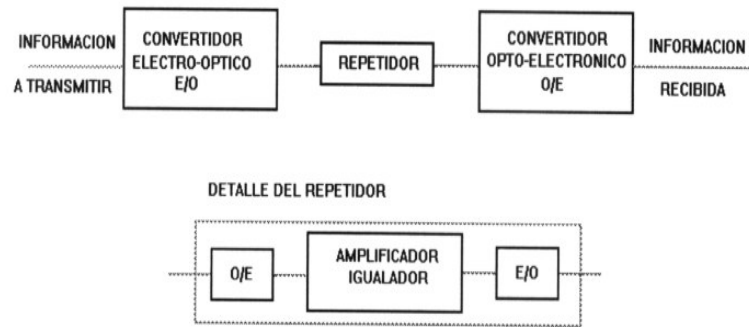 INFORMACION
A TRANSMITIR
CONVERTIDOR
ELECTRO-OPTICO
E/O
REPETIDOR
CONVERTIDOR
OPTO-ELECTRONICO
O/E
INFORMACION
RECIBIDA
DETALLE DEL REPETIDOR
O/E
AMPLIFICADOR
IGUALADOR
E/O